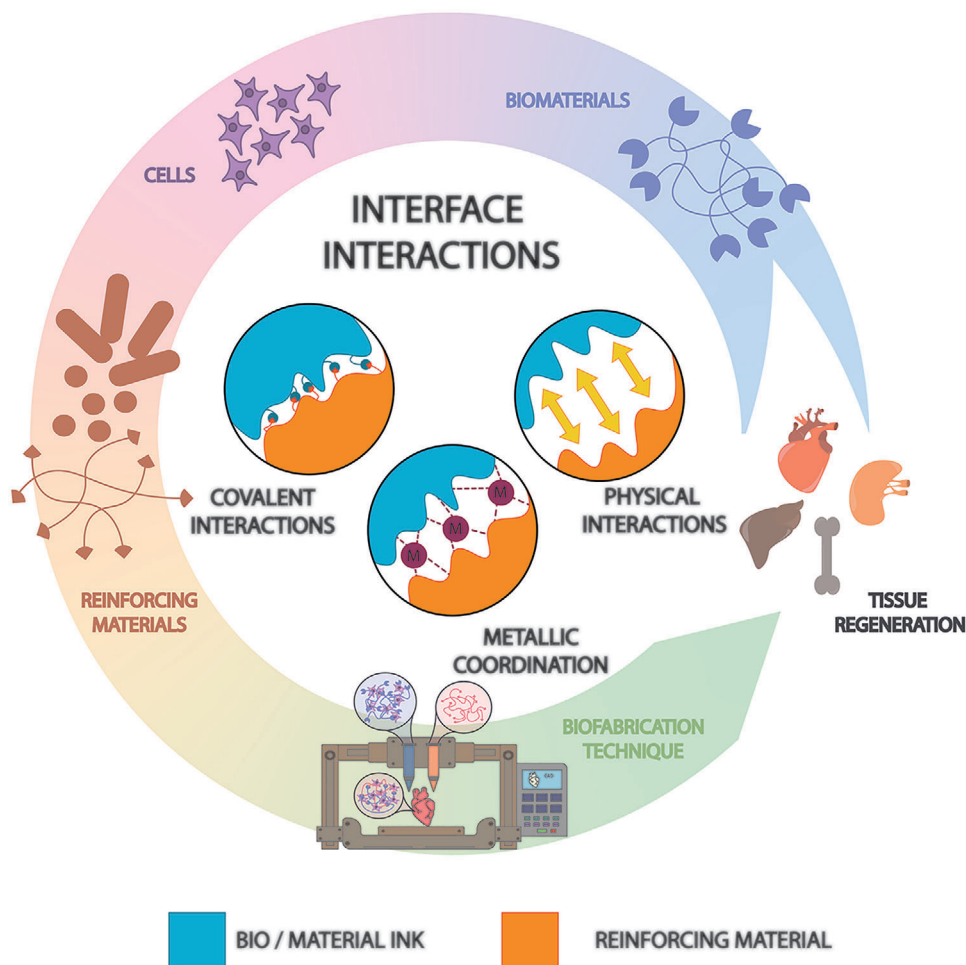 BIOMATERIALS
CELLS
INTERFACE
INTERACTIONS
COVALENT
INTERACTIONS
PHYSICAL
INTERACTIONS
M
M
M
REINFORCING
MATERIALS
TISSUE
REGENERATION
METALLIC
COORDINATION
BIOFABRICATION
TECHNIQUE
BIO / MATERIAL INK
REINFORCING MATERIAL